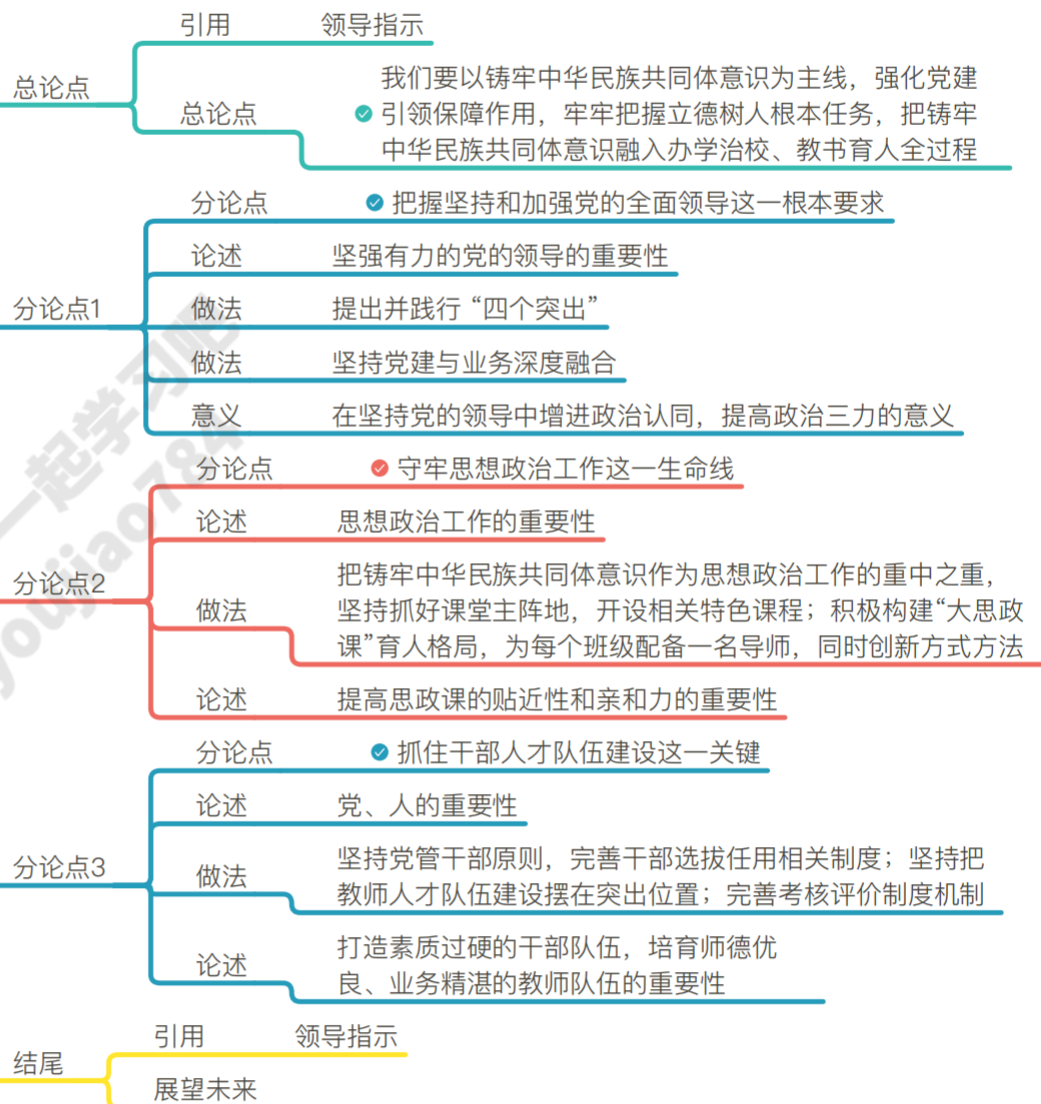 引用 领导指示
总论点
总论点
我们要以铸牢中华民族共同体意识为主线，强化党建
引领保障作用，牢牢把握立德树人根本任务，把铸牢
中华民族共同体意识融入办学治校、教书育人全过程
分论点1
分论点 把握坚持和加强党的全面领导这一根本要求
论述 坚强有力的党的领导的重要性
做法 提出并践行“四个突出”
做法 坚持党建与业务深度融合
意义 在坚持党的领导中增进政治认同，提高政治三力的意义
分论点2
分论点 守牢思想政治工作这一生命线
论述 思想政治工作的重要性
做法
把铸牢中华民族共同体意识作为思想政治工作的重中之重，
坚持抓好课堂主阵地，开设相关特色课程；积极构建“大思政
课”育人格局，为每个班级配备一名导师，同时创新方式方法
论述 提高思政课的贴近性和亲和力的重要性
分论点3
分论点 抓住干部人才队伍建设这一关键
论述 党、人的重要性
做法
坚持党管干部原则，完善干部选拔任用相关制度；坚持把
教师人才队伍建设摆在突出位置；完善考核评价制度机制
论述
打造素质过硬的干部队伍，培育师德优
良、业务精湛的教师队伍的重要性
结尾
引用 领导指示
展望未来
一起学习吧
youjiao784